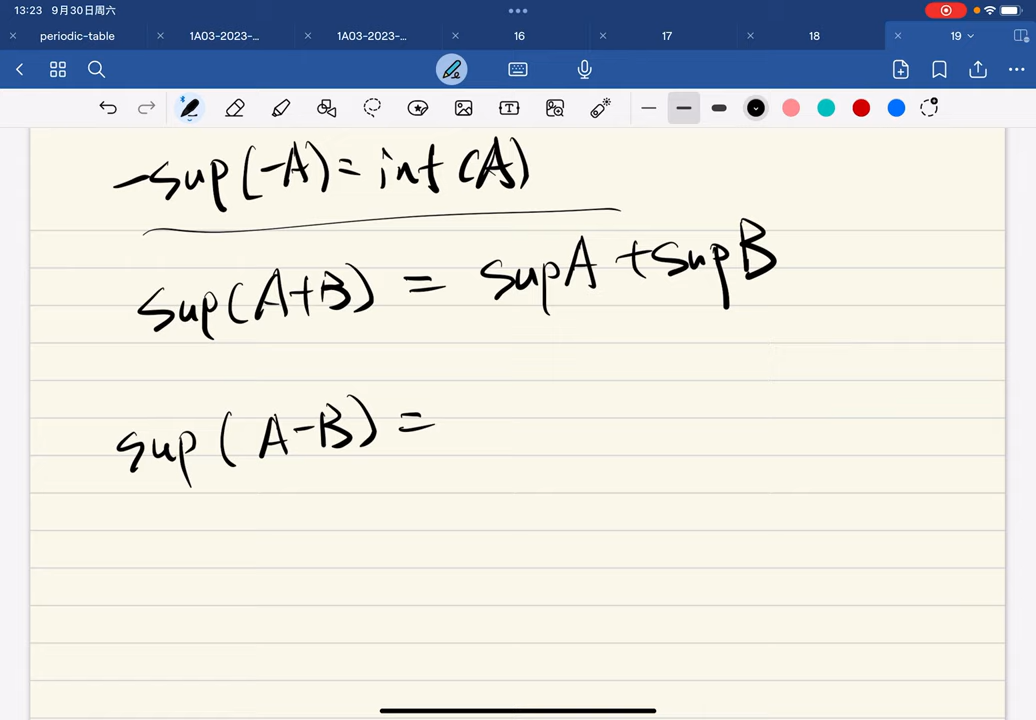 13:23 9月30日周六
periodic-table 1A03-2023-... 1A03-2023-... 16 17 18 19
-sup(-A)=int(A)
sup(A+B) = supA +supB
sup(A-B)=